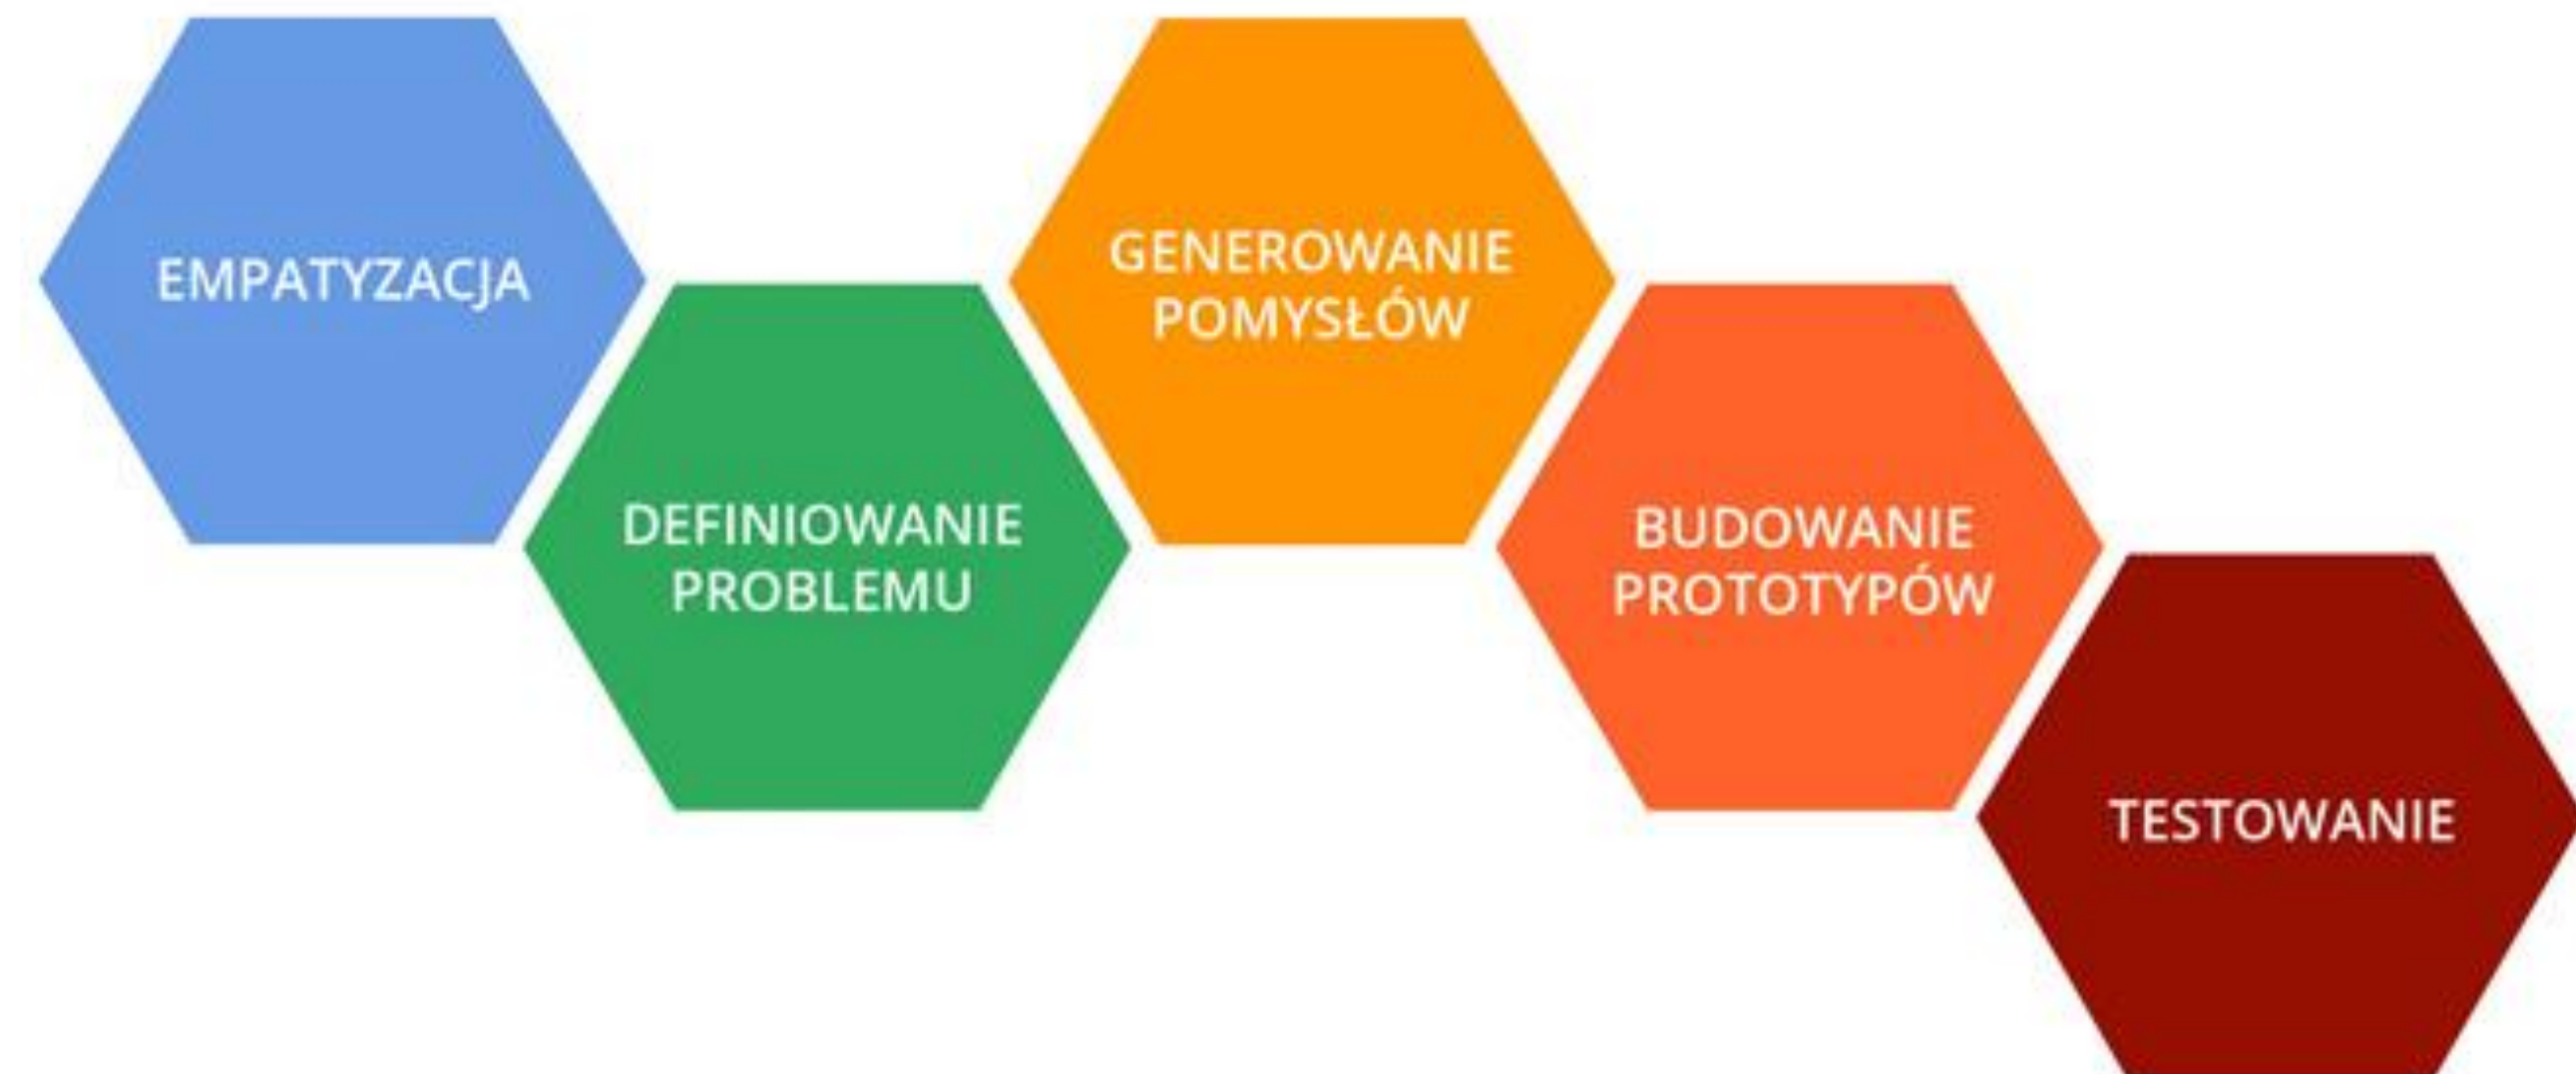 EMPATYZACJA
DEFINIOWANIE
PROBLEMU
GENEROWANIE
POMYSŁÓW
BUDOWANIE
PROTOTYPÓW
TESTOWANIE